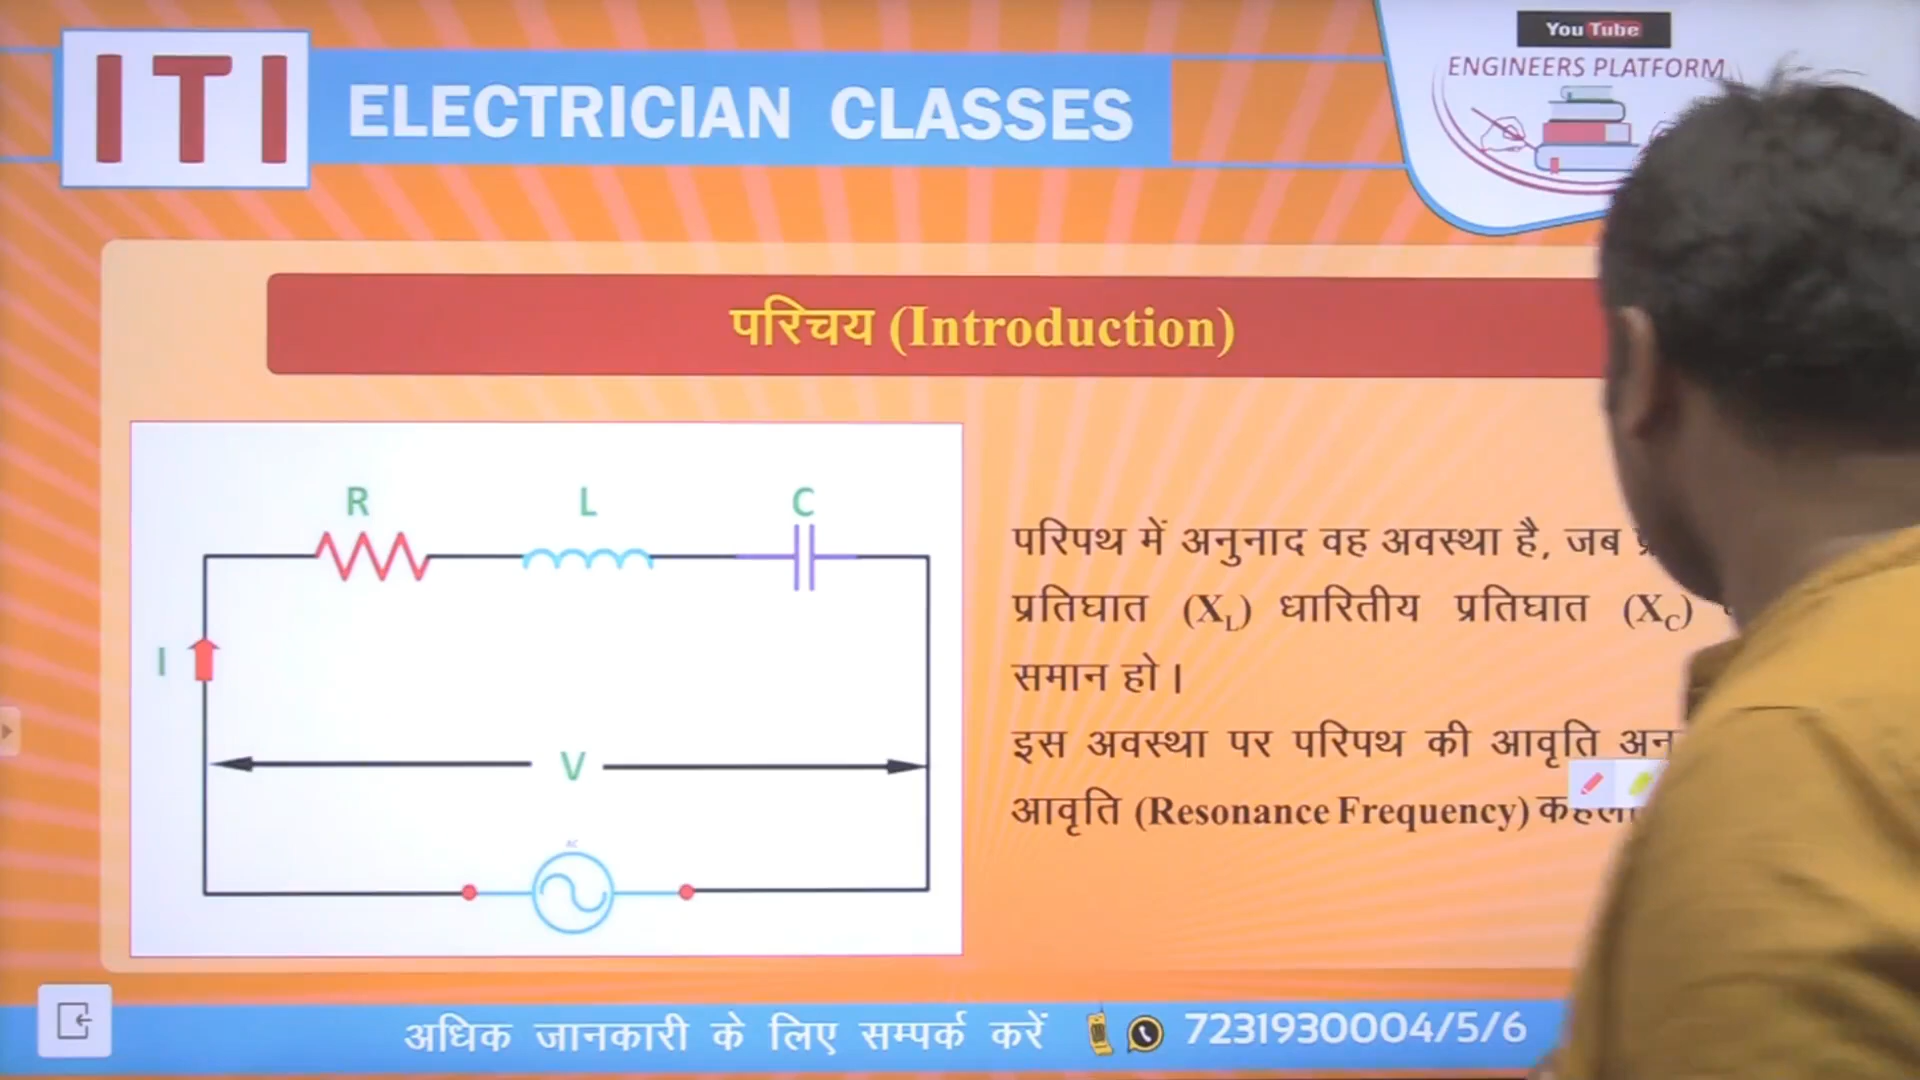 You Tube
ENGINEERS PLATFORM
ITI
ELECTRICIAN CLASSES
परिचय (Introduction)
R L C
I
V
AC
परिपथ में अनुनाद वह अवस्था है, जब
प्रतिघात (XL) धारितीय प्रतिघात (XC)
समान हो।
इस अवस्था पर परिपथ की आवृति
आवृति (Resonance Frequency)
अधिक जानकारी के लिए सम्पर्क करें 7231930004/5/6